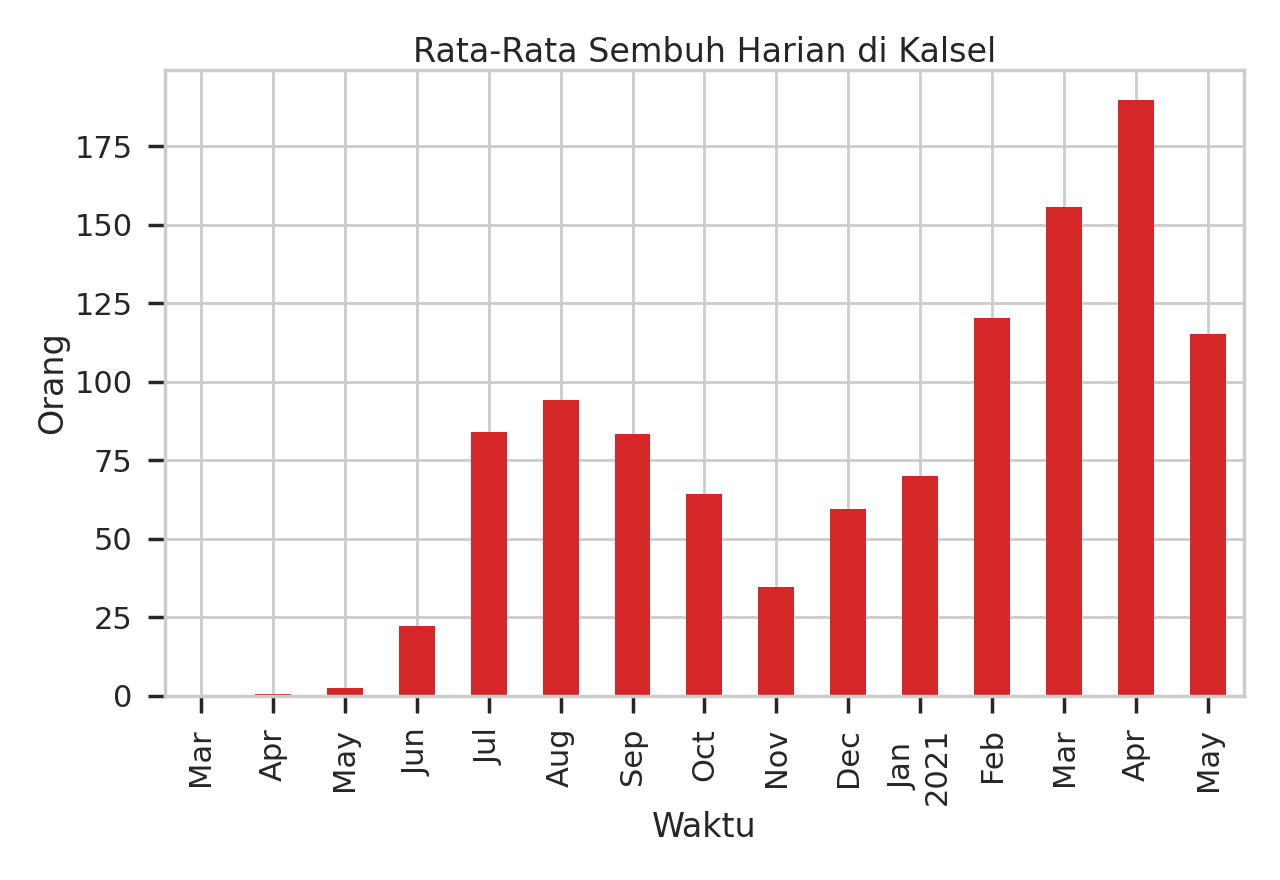 Rata-Rata Sembuh Harian di Kalsel
175
150
125
100
75
50
25
0
Orang
Mar
Apr
May
Jun
Jul
Aug
Sep
Oct
Nov
Dec
Jan
2021
Feb
Mar
Apr
May
Waktu